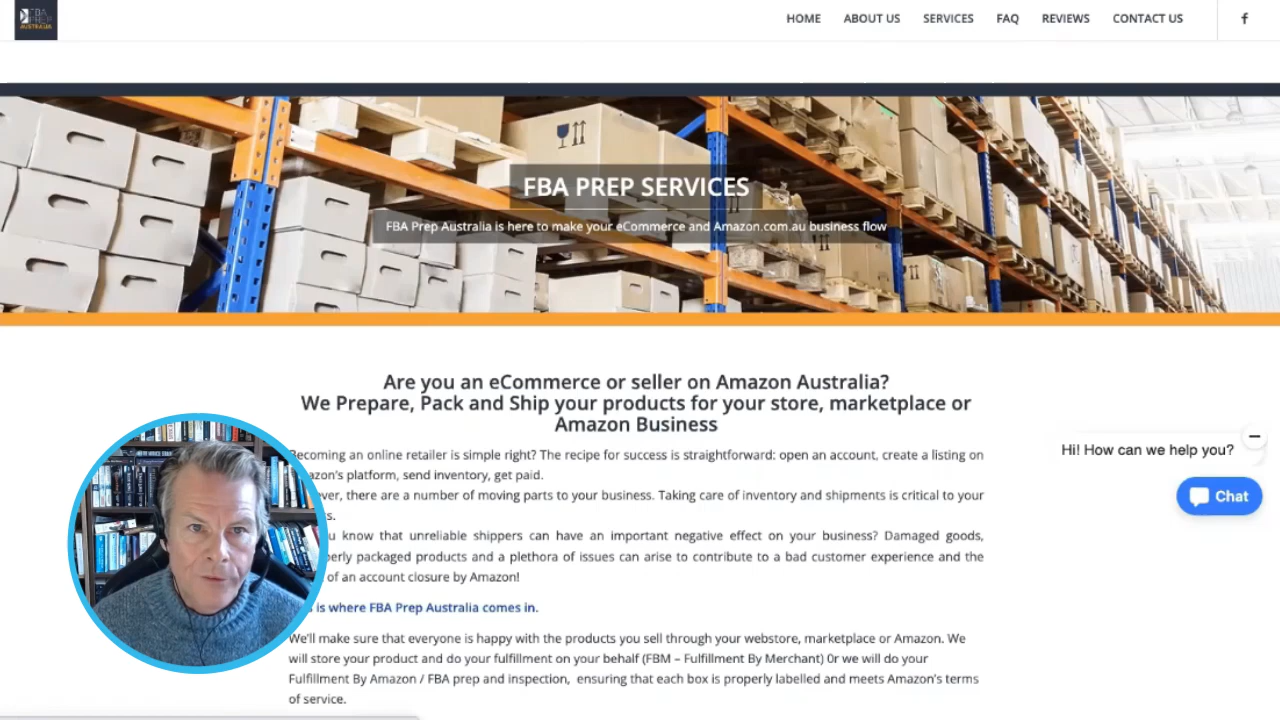 FBA
PREP
AUSTRALIA
HOME ABOUT US SERVICES FAQ REVIEWS CONTACT US
FBA PREP SERVICES
FBA Prep Australia is here to make your eCommerce and Amazon.com.au business flow
Are you an eCommerce or seller on Amazon Australia?
We Prepare, Pack and Ship your products for your store, marketplace or
Amazon Business
Becoming an online retailer is simple right? The recipe for success is straightforward: open an account, create a listing on
azon's platform, send inventory, get paid.
ver, there are a number of moving parts to your business. Taking care of inventory and shipments is critical to your
s.
u know that unreliable shippers can have an important negative effect on your business? Damaged goods,
perly packaged products and a plethora of issues can arise to contribute to a bad customer experience and the
of an account closure by Amazon!
s is where FBA Prep Australia comes in.
We'll make sure that everyone is happy with the products you sell through your webstore, marketplace or Amazon. We
will store your product and do your fulfillment on your behalf (FBM – Fulfillment By Merchant) 0r we will do your
Fulfillment By Amazon / FBA prep and inspection, ensuring that each box is properly labelled and meets Amazon's terms
of service.
Hi! How can we help you?
Chat